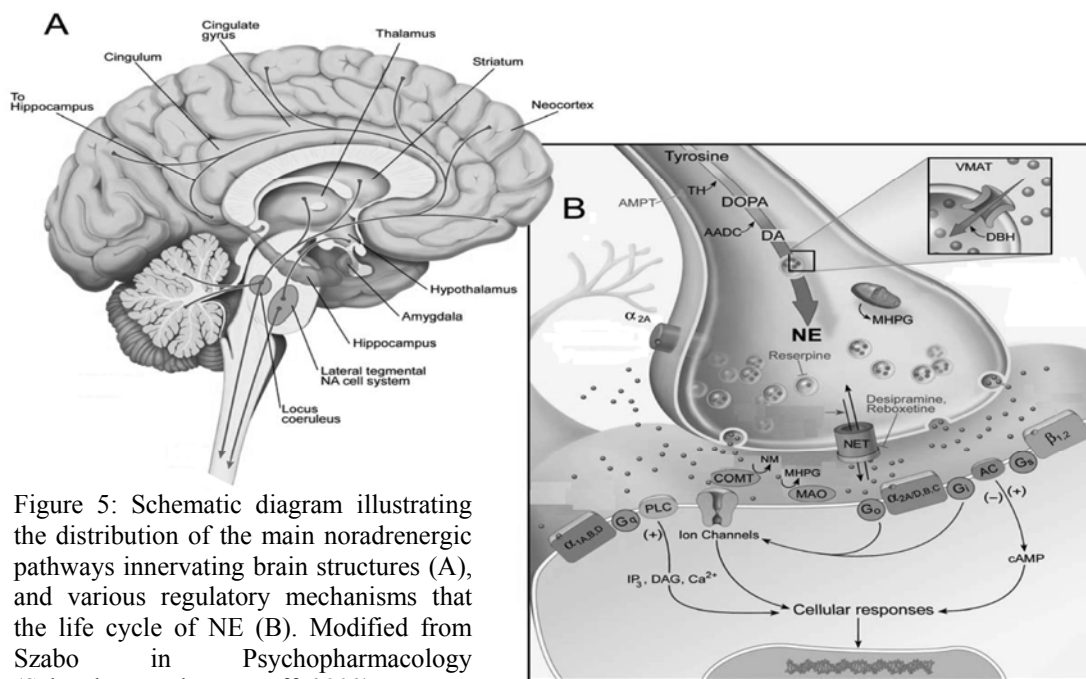 A
Cingulate
gyrus
Thalamus
Cingulum
Striatum
To
Hippocampus
Neocortex
Hypothalamus
Amygdala
Hippocampus
Lateral tegmental
NA cell system
Locus
coeruleus
B
Tyrosine
TH
AMPT
DOPA
AADC
DA
VMAT
DBH
α2A
NE
MHPG
Reserpine
Desipramine,
Reboxetine
NET
NM
COMT
MHPG
MAO
β1,2
Gs
AC
(–)
(+)
Gi
α2A/D,B,C
Go
α1A,B,D
Gq
PLC
(+)
Ion Channels
IP3, DAG, Ca2+
cAMP
Cellular responses
Figure 5: Schematic diagram illustrating
the distribution of the main noradrenergic
pathways innervating brain structures (A),
and various regulatory mechanisms that
the life cycle of NE (B). Modified from
Szabo in Psychopharmacology